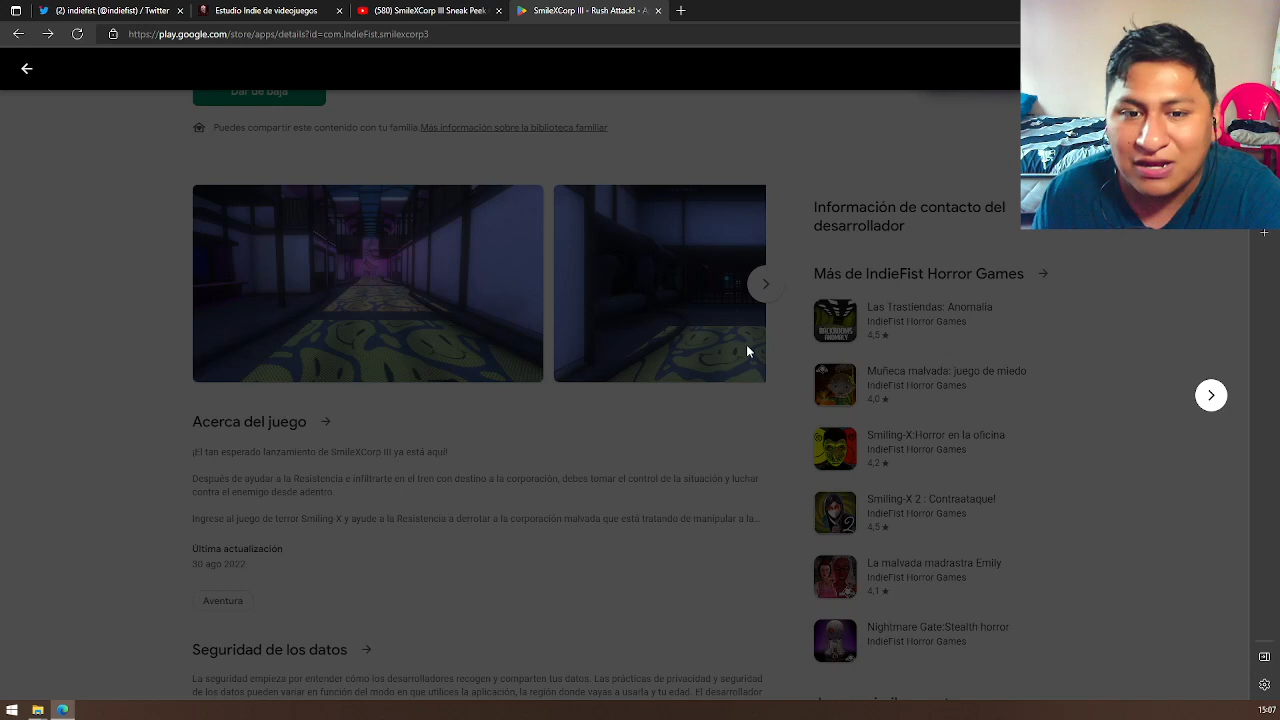 (2) indiefist (@indiefist) / Twitter
Estudio Indie de videojuegos
(580) SmileXCorp III Sneak Peek
SmileXCorp III - Rush Attack! - A
https://play.google.com/store/apps/details?id=com.IndieFist.smilexcorp3
Dar de baja
Puedes compartir este contenido con tu familia.Más información sobre la biblioteca familiar
Información de contacto del
desarrollador
Más de IndieFist Horror Games
Las Trastiendas: Anomalía
IndieFist Horror Games
4,5 ★
BACKROOMS
ANOMALY
Muñeca malvada: juego de miedo
IndieFist Horror Games
4,0 ★
Smiling-X:Horror en la oficina
IndieFist Horror Games
4,2 ★
Smiling-X 2 : Contraataque!
IndieFist Horror Games
4,5 ★
2
La malvada madrastra Emily
IndieFist Horror Games
4,1 ★
Nightmare Gate:Stealth horror
IndieFist Horror Games
Acerca del juego
¡El tan esperado lanzamiento de SmileXCorp III ya está aquí!
Después de ayudar a la Resistencia e infiltrarte en el tren con destino a la corporación, debes tomar el control de la situación y luchar
contra el enemigo desde adentro.
Ingrese al juego de terror Smiling-X y ayude a la Resistencia a derrotar a la corporación malvada que está tratando de manipular a la...
Última actualización
30 ago 2022
Aventura
Seguridad de los datos
La seguridad empieza por entender cómo los desarrolladores recogen y comparten tus datos. Las prácticas de privacidad y seguridad
de los datos pueden variar en función del modo en que utilices la aplicación, la región donde vayas a usarla y tu edad. El desarrollador
15:07